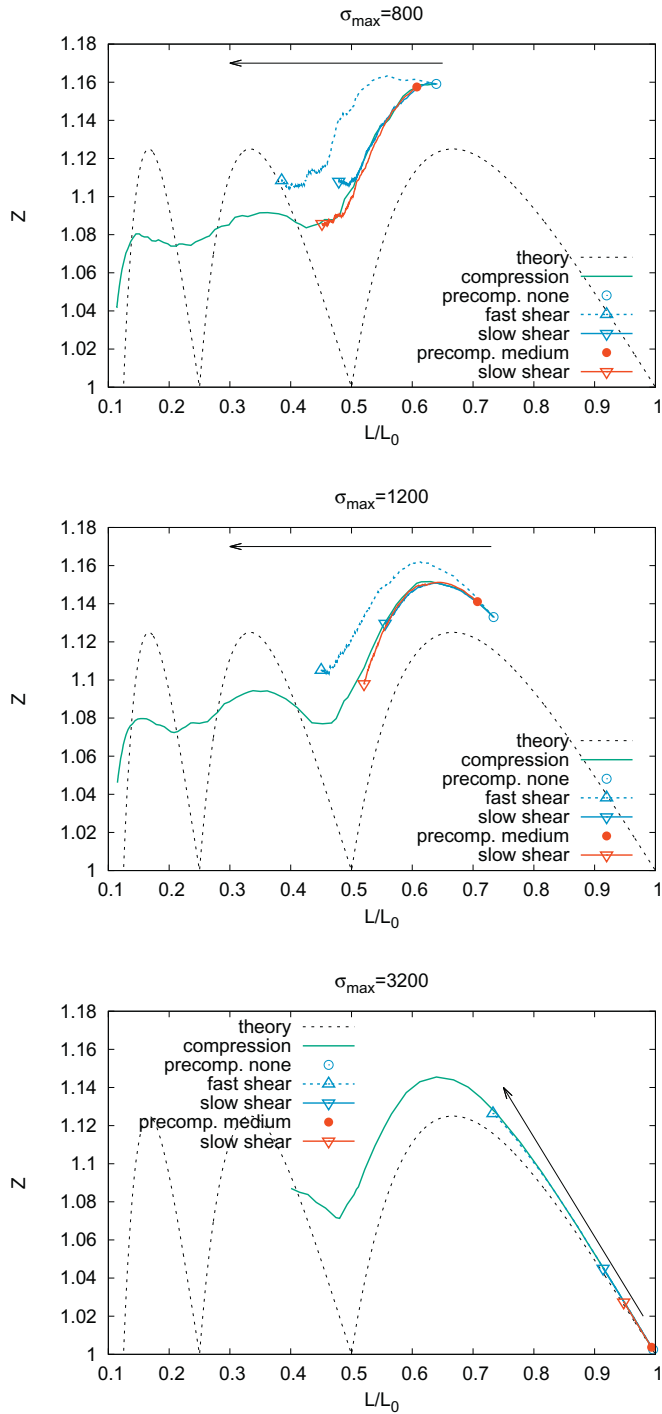 σmax=800
1.18
1.16
1.14
1.12
1.1
1.08
1.06
1.04
1.02
1
Z
theory
compression
precomp. none
fast shear
slow shear
precomp. medium
slow shear
0.1 0.2 0.3 0.4 0.5 0.6 0.7 0.8 0.9 1
L/L0
σmax=1200
1.18
1.16
1.14
1.12
1.1
1.08
1.06
1.04
1.02
1
Z
theory
compression
precomp. none
fast shear
slow shear
precomp. medium
slow shear
0.1 0.2 0.3 0.4 0.5 0.6 0.7 0.8 0.9 1
L/L0
σmax=3200
1.18
1.16
1.14
1.12
1.1
1.08
1.06
1.04
1.02
1
Z
theory
compression
precomp. none
fast shear
slow shear
precomp. medium
slow shear
0.1 0.2 0.3 0.4 0.5 0.6 0.7 0.8 0.9 1
L/L0